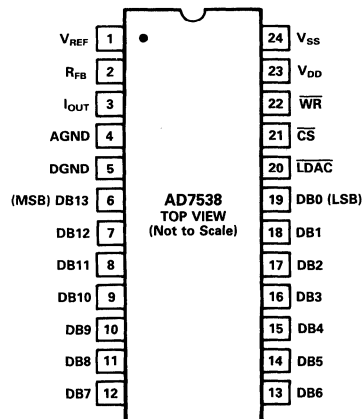 VREF 1 24 VSS
RFB 2 23 VDD
IOUT 3 22 WR
AGND 4 21 CS
DGND 5 20 LDAC
(MSB) DB13 6 AD7538 19 DB0 (LSB)
TOP VIEW
DB12 7 (Not to Scale) 18 DB1
DB11 8 17 DB2
DB10 9 16 DB3
DB9 10 15 DB4
DB8 11 14 DB5
DB7 12 13 DB6